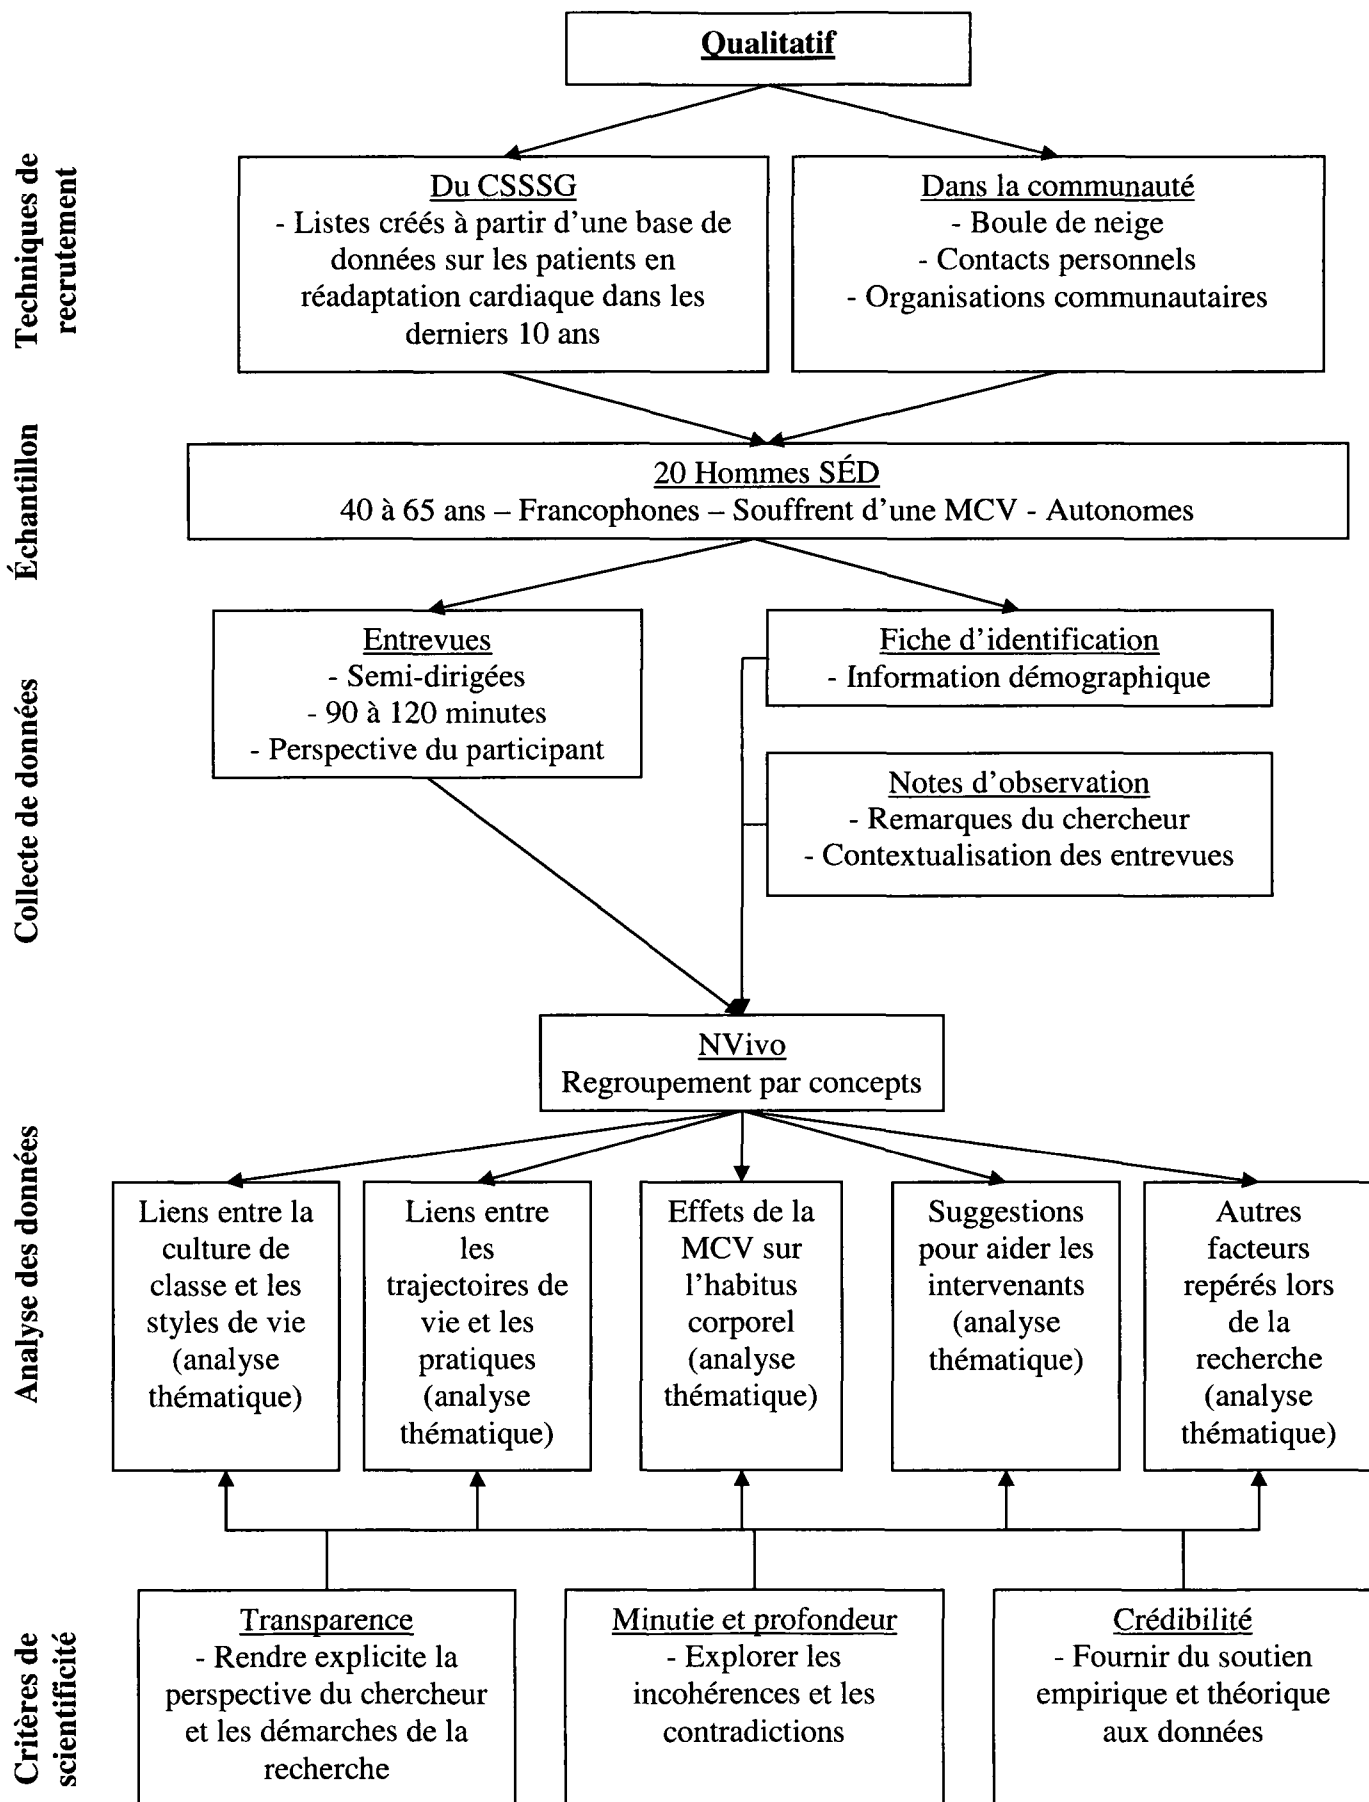 Qualitatif
Techniques de
recrutement
Du CSSSG
- Listes créés à partir d'une base de
données sur les patients en
réadaptation cardiaque dans les
derniers 10 ans
Dans la communauté
- Boule de neige
- Contacts personnels
- Organisations communautaires
Échantillon
20 Hommes SÉD
40 à 65 ans – Francophones – Souffrent d'une MCV - Autonomes
Collecte de données
Entrevues
- Semi-dirigées
- 90 à 120 minutes
- Perspective du participant
Fiche d'identification
- Information démographique
Notes d'observation
- Remarques du chercheur
- Contextualisation des entrevues
Analyse des données
NVivo
Regroupement par concepts
Liens entre la
culture de
classe et les
styles de vie
(analyse
thématique)
Liens entre
les
trajectoires de
vie et les
pratiques
(analyse
thématique)
Effets de la
MCV sur
l'habitus
corporel
(analyse
thématique)
Suggestions
pour aider les
intervenants
(analyse
thématique)
Autres
facteurs
repérés lors
de la
recherche
(analyse
thématique)
Critères de
scientificité
Transparence
- Rendre explicite la
perspective du chercheur
et les démarches de la
recherche
Minutie et profondeur
- Explorer les
incohérences et les
contradictions
Crédibilité
- Fournir du soutien
empirique et théorique
aux données